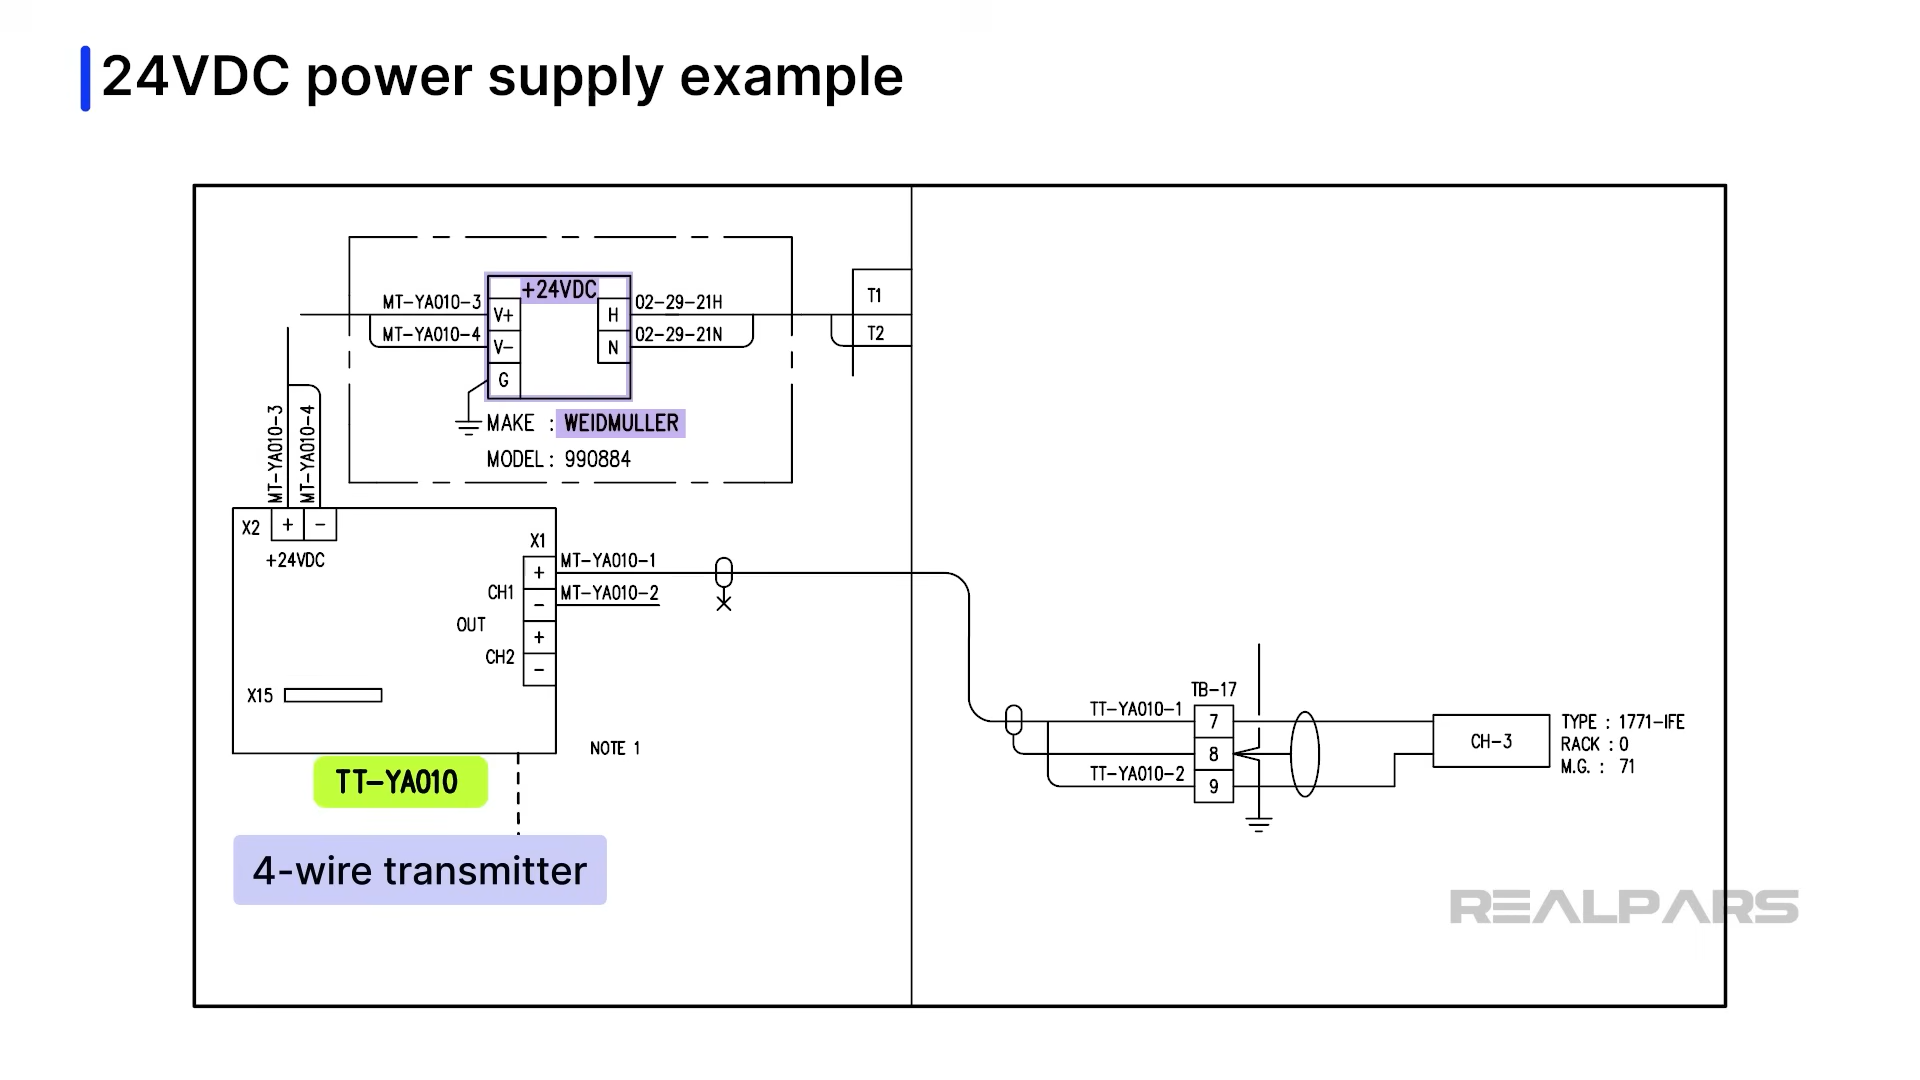 24VDC power supply example
+24VDC
MT-YA010-3
V+
H
02-29-21H
T1
MT-YA010-4
V-
N
02-29-21N
T2
G
MAKE : WEIDMULLER
MODEL: 990884
MT-YA010-3
MT-YA010-4
X2
+
-
+24VDC
X1
+
MT-YA010-1
CH1
-
MT-YA010-2
OUT
+
CH2
-
X15
NOTE 1
TT-YA010
4-wire transmitter
TB-17
TT-YA010-1
7
8
TT-YA010-2
9
CH-3
TYPE : 1771-IFE
RACK : 0
M.G. : 71
REALPARS